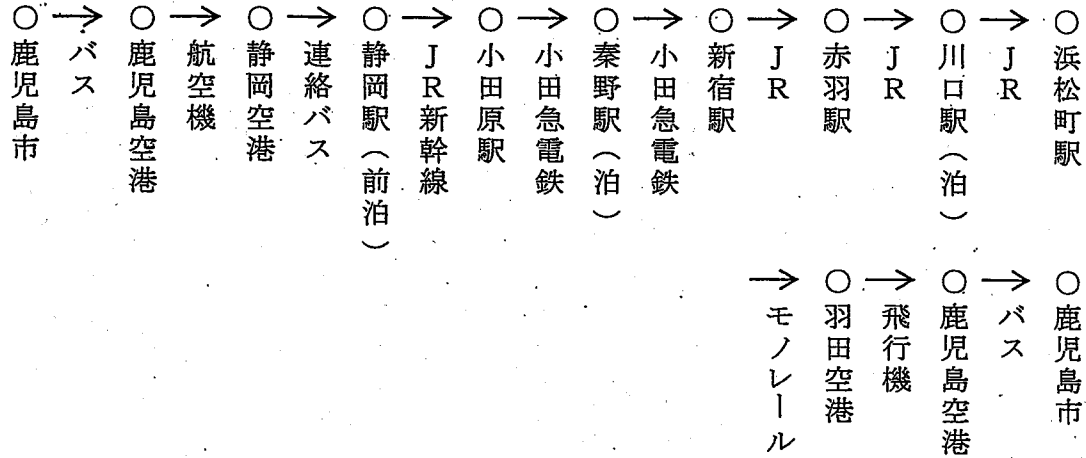 ○→○→○→○→○→○→○→○→○→○
鹿児島市
バス
鹿児島空港
航空機
静岡空港
連絡バス
静岡駅（前泊）
JR新幹線
小田原駅
小田急電鉄
秦野駅（泊）
小田急電鉄
新宿駅
JR
赤羽駅
JR
川口駅（泊）
JR
浜松町駅
→○→○→○
モノレール
羽田空港
飛行機
鹿児島空港
バス
鹿児島市